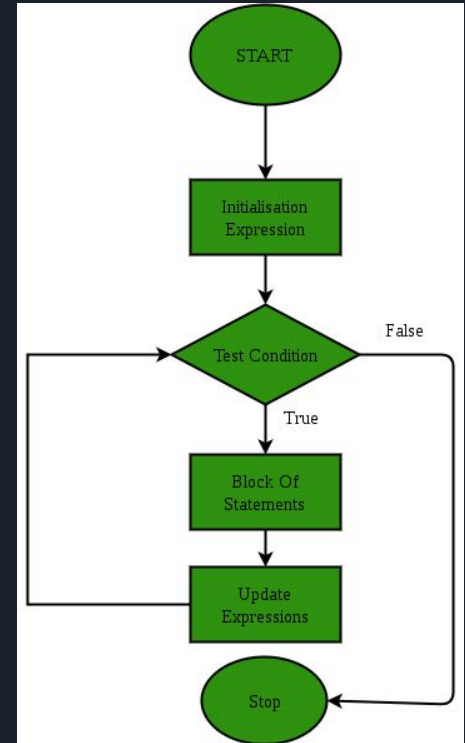 START
Initialisation
Expression
False
Test Condition
True
Block Of
Statements
Update
Expressions
Stop